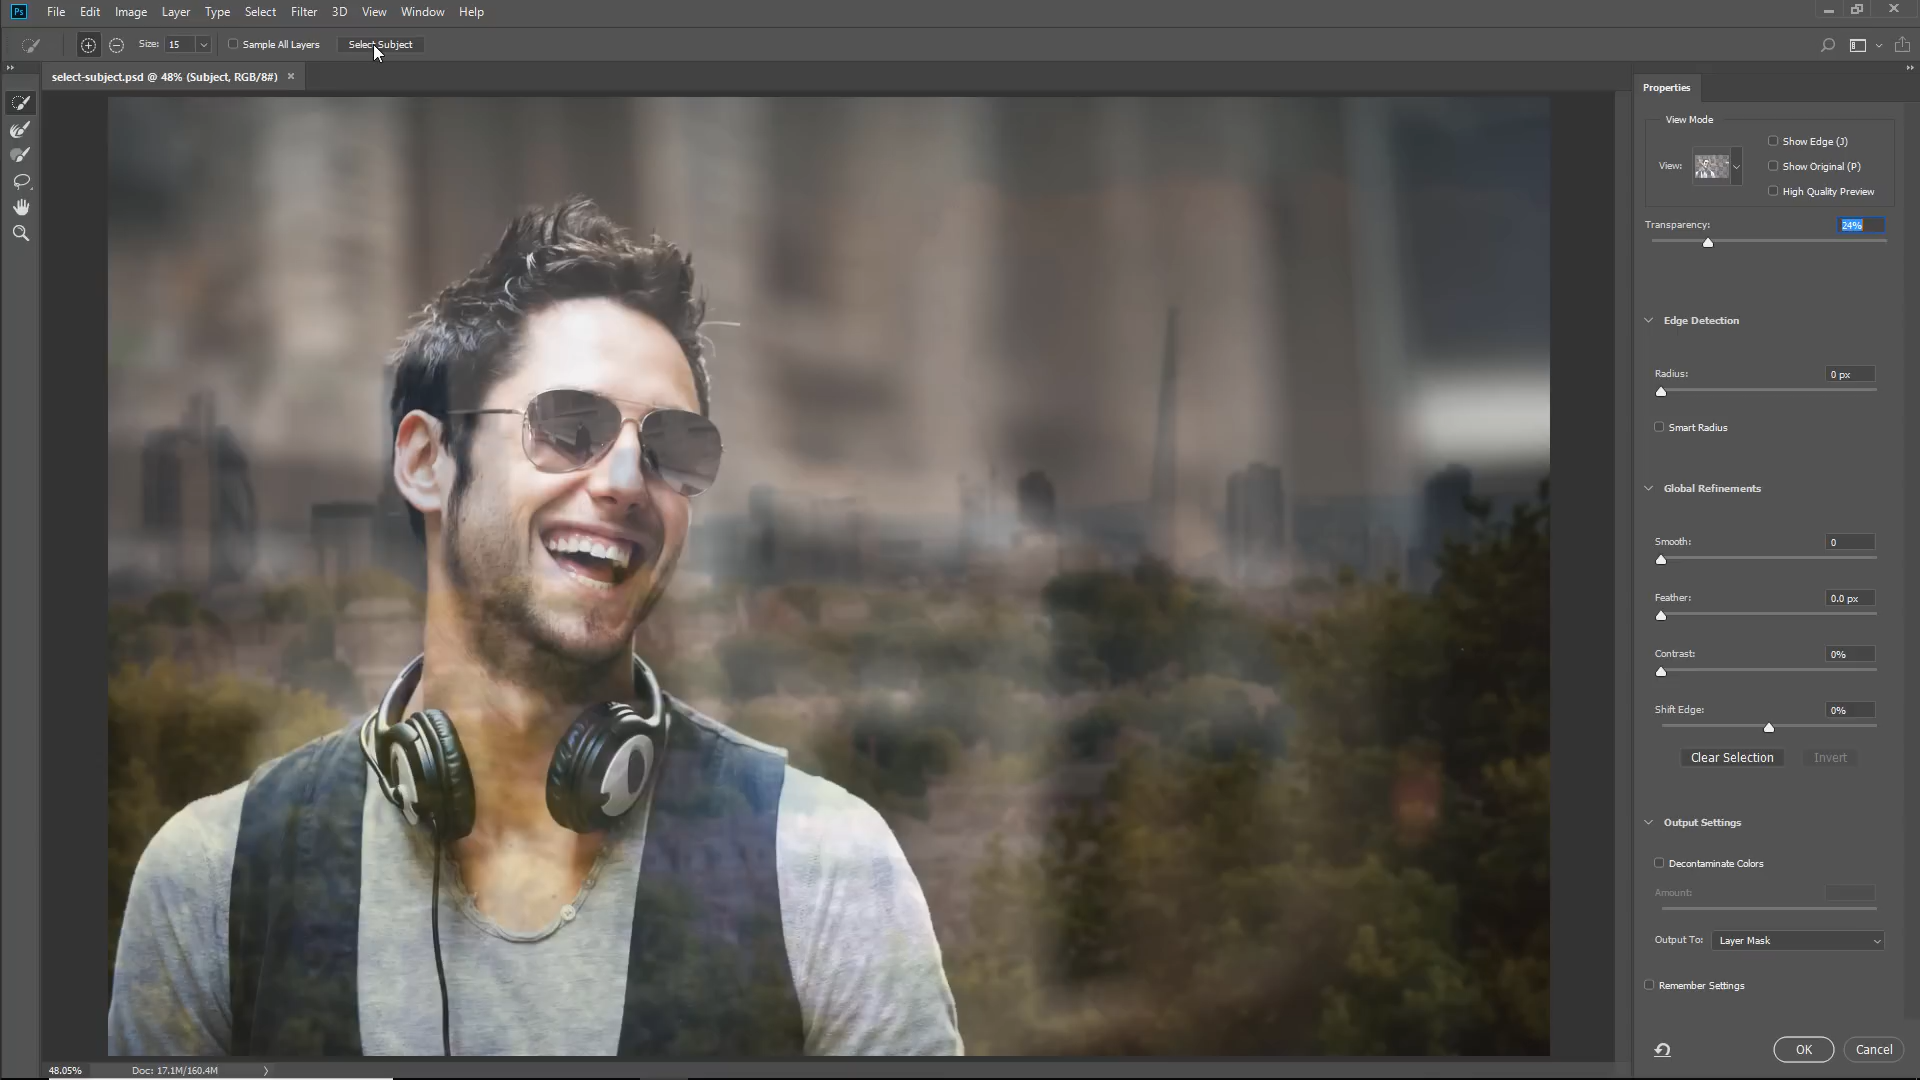 Ps File Edit Image Layer Type Select Filter 3D View Window Help
Size: 15 Sample All Layers Select Subject
select-subject.psd @ 48% (Subject, RGB/8#) ×
Properties
View Mode
Show Edge (J)
View: Show Original (P)
High Quality Preview
Transparency: 24%
Edge Detection
Radius: 0 px
Smart Radius
Global Refinements
Smooth: 0
Feather: 0.0 px
Contrast: 0%
Shift Edge: 0%
Clear Selection Invert
Output Settings
Decontaminate Colors
Amount:
Output To: Layer Mask
Remember Settings
OK Cancel
48.05% Doc: 17.1M/160.4M